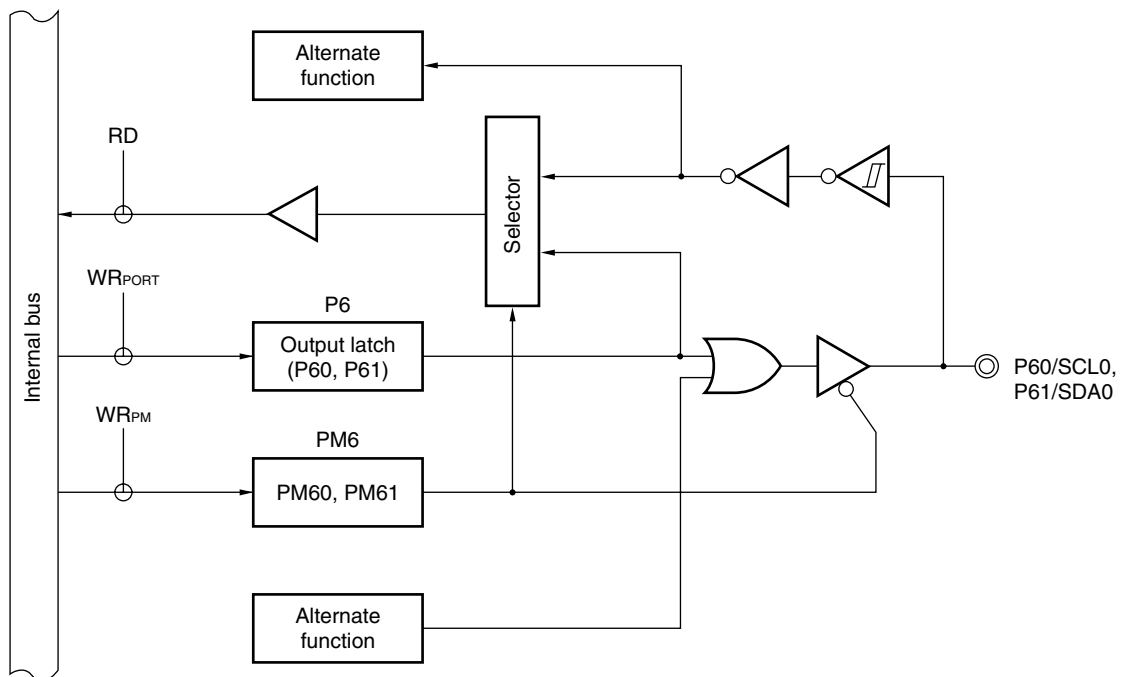 Alternate
function
RD
Selector
WRPORT
P6
Internal bus
Output latch
(P60, P61)
P60/SCL0,
P61/SDA0
WRPM
PM6
PM60, PM61
Alternate
function